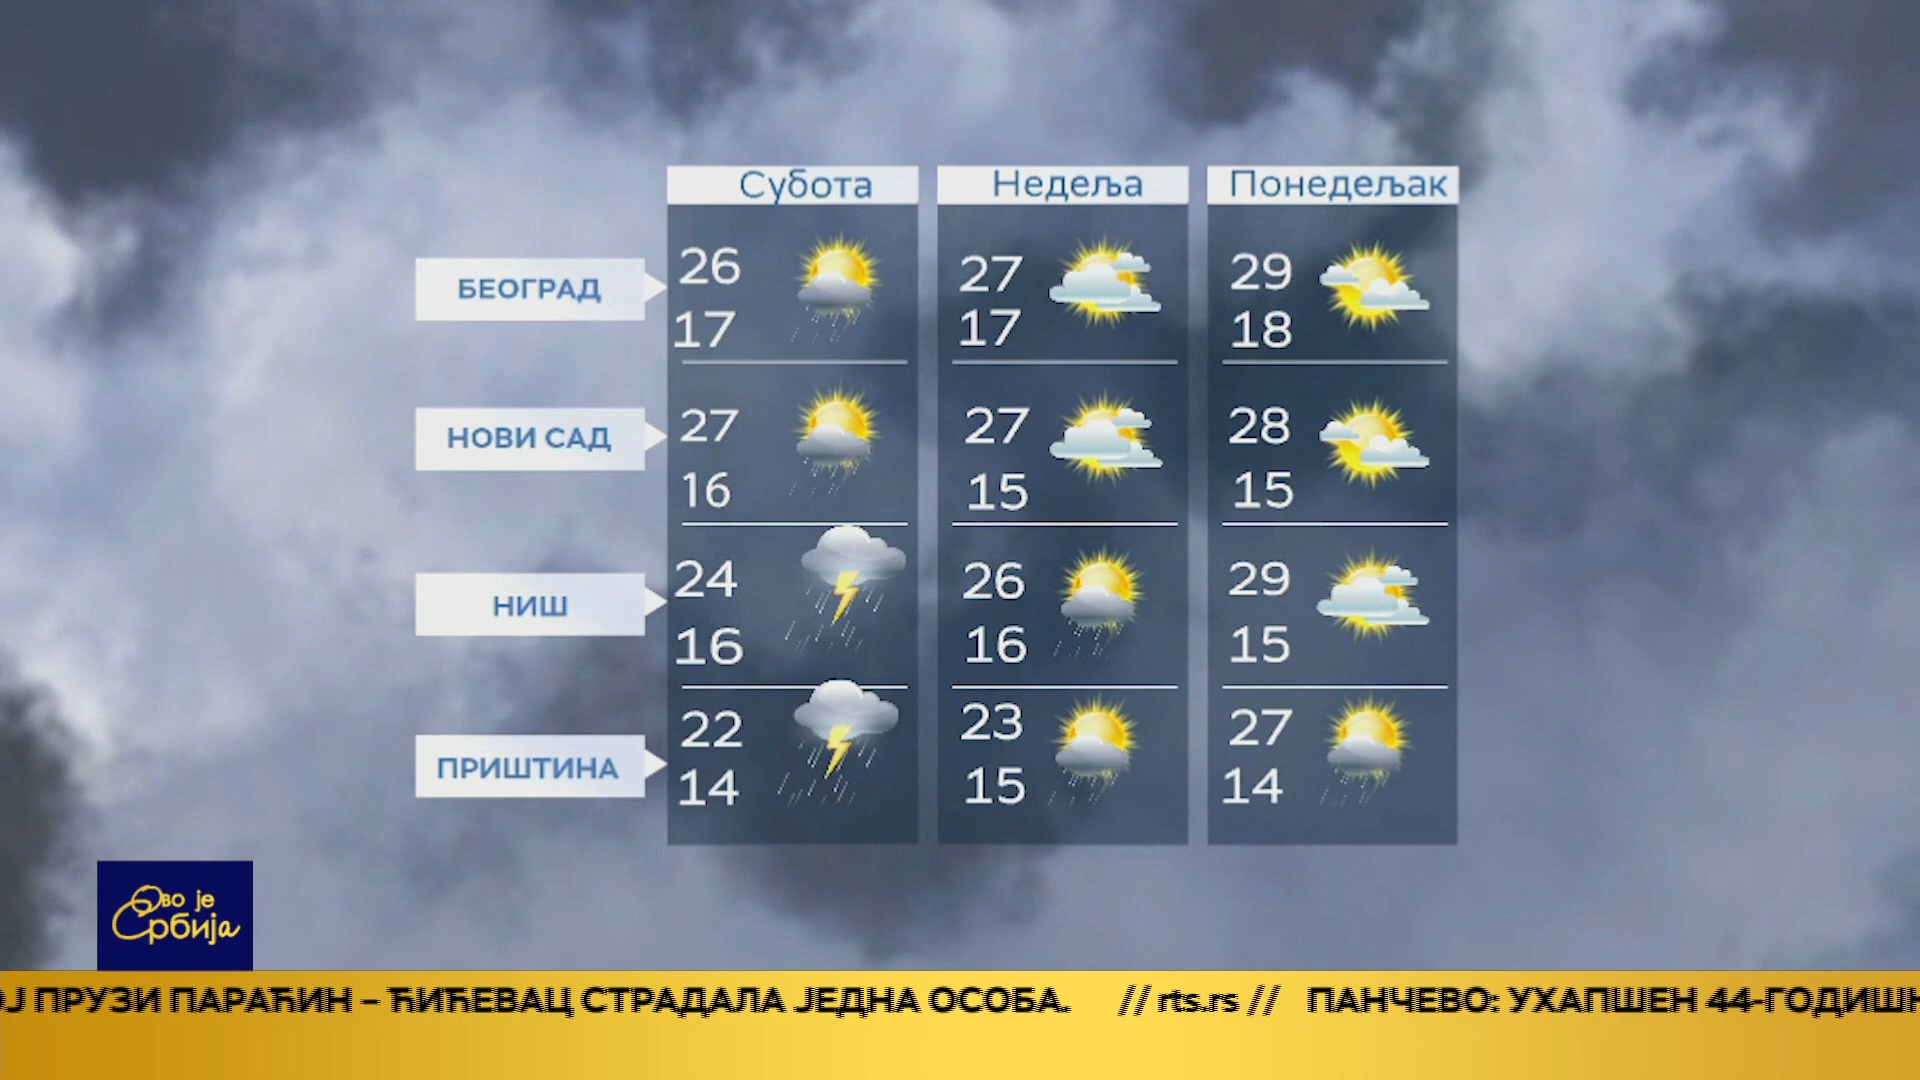 Субота Недеља Понедељак
БЕОГРАД 26 27 29
17 17 18
НОВИ САД 27 27 28
16 15 15
НИШ 24 26 29
16 16 15
ПРИШТИНА 22 23 27
14 15 14
Ово је
Србија
ПРУЗИ ПАРАЋИН – ЋИЋЕВАЦ СТРАДАЛА ЈЕДНА ОСОБА. // rts.rs // ПАНЧЕВО: УХАПШЕН